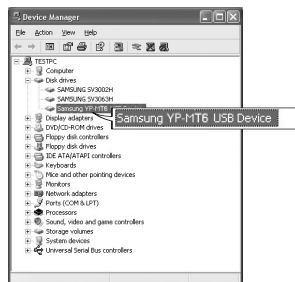 Device Manager
File Action View Help
TESTPC
Computer
Disk drives
SAMSUNG SV3002H
SAMSUNG SV3063H
Samsung YP-MT6 USB Device
Samsung YP-MT6 USB Device
Display adapters
DVD/CD-ROM drives
Floppy disk controllers
Floppy disk drives
IDE ATA/ATAPI controllers
Keyboards
Mice and other pointing devices
Monitors
Network adapters
Ports (COM & LPT)
Processors
Sound, video and game controllers
Storage volumes
System devices
Universal Serial Bus controllers